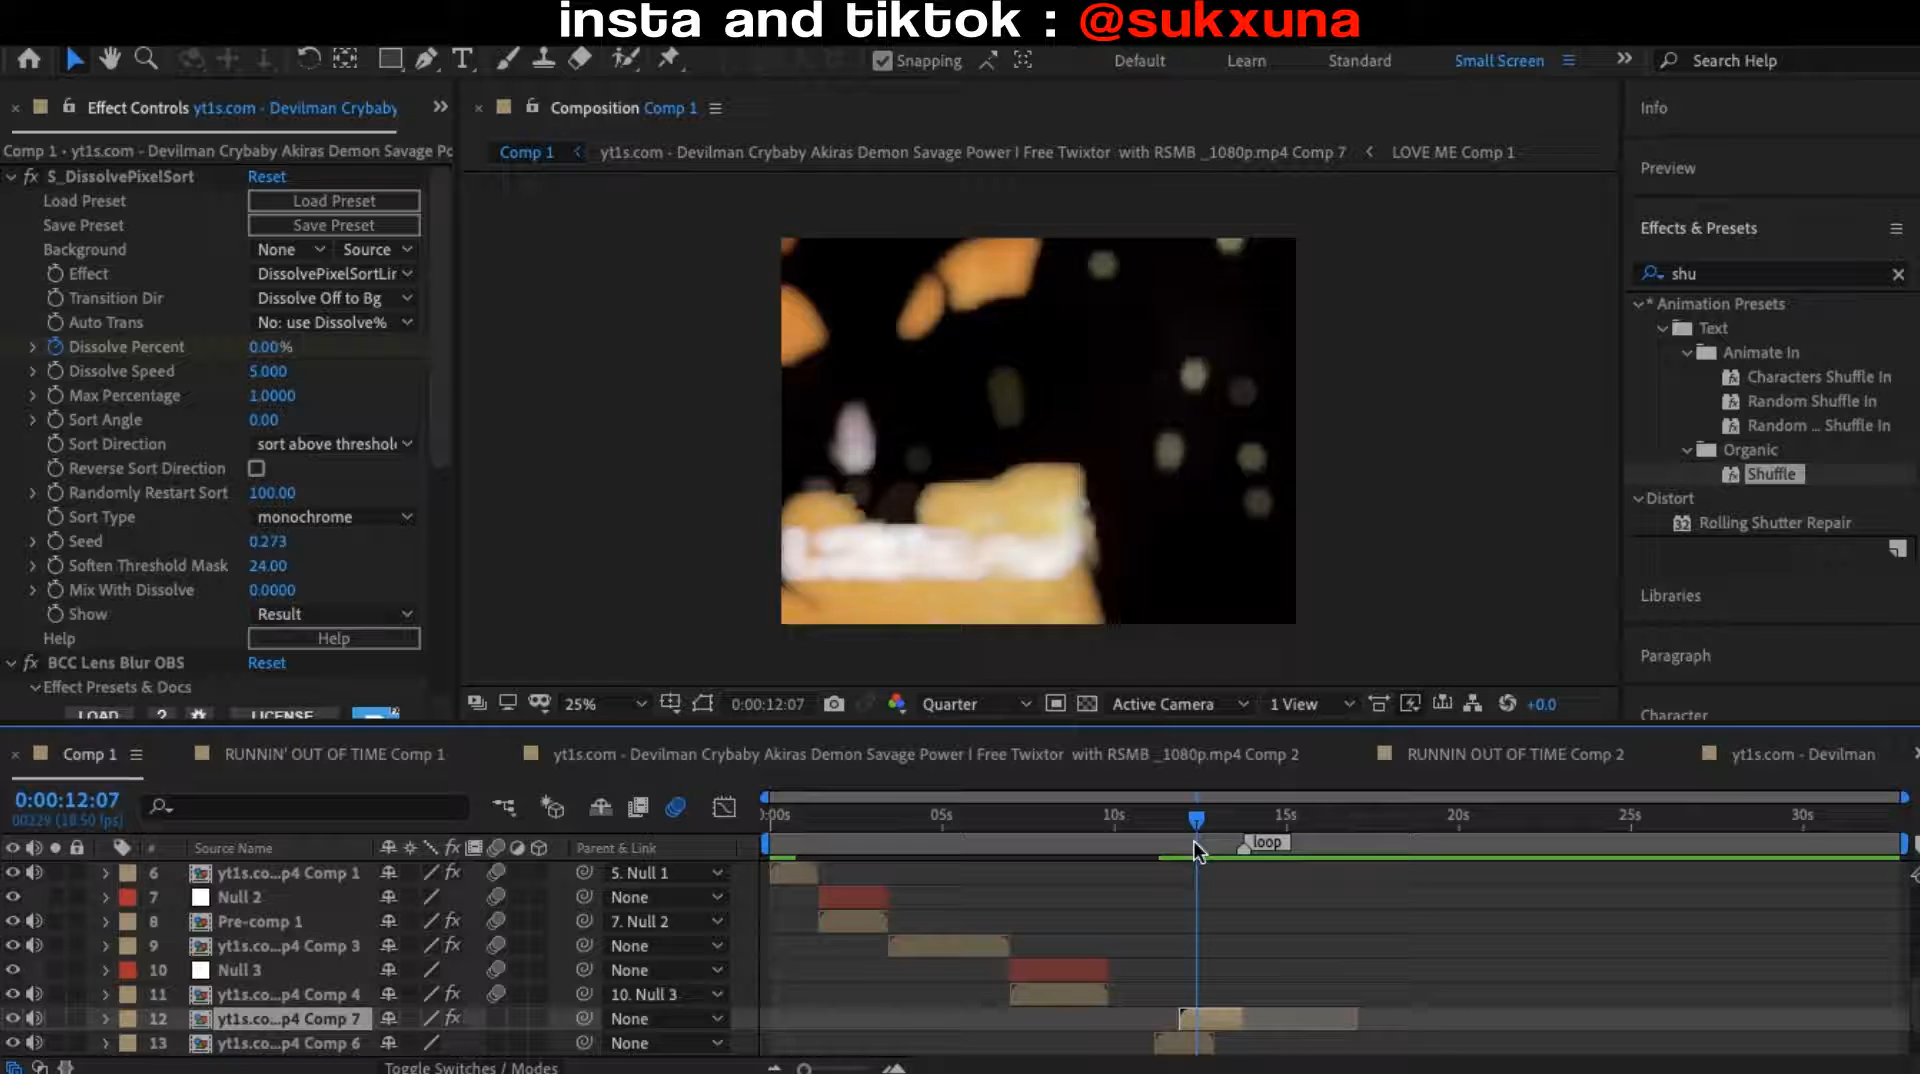 insta and tiktok : @sukxuna
Snapping
Default
Learn
Standard
Small Screen
Search Help
Effect Controls yt1s.com - Devilman Crybaby
Composition Comp 1
Comp 1 • yt1s.com - Devilman Crybaby Akiras Demon Savage Po
Comp 1
yt1s.com - Devilman Crybaby Akiras Demon Savage Power l Free Twixtor with RSMB _1080p.mp4 Comp 7
LOVE ME Comp 1
fx S_DissolvePixelSort Reset
Load Preset Load Preset
Save Preset Save Preset
Background None Source
Effect DissolvePixelSortLir
Transition Dir Dissolve Off to Bg
Auto Trans No: use Dissolve%
Dissolve Percent 0.00%
Dissolve Speed 5.000
Max Percentage 1.0000
Sort Angle 0.00
Sort Direction sort above threshol
Reverse Sort Direction
Randomly Restart Sort 100.00
Sort Type monochrome
Seed 0.273
Soften Threshold Mask 24.00
Mix With Dissolve 0.0000
Show Result
Help Help
fx BCC Lens Blur OBS Reset
Effect Presets & Docs
LOAD ? LICENSE
Info
Preview
Effects & Presets
shu
* Animation Presets
Text
Animate In
Characters Shuffle In
Random Shuffle In
Random ... Shuffle In
Organic
Shuffle
Distort
32 Rolling Shutter Repair
Libraries
Paragraph
Character
25%
0:00:12:07
Quarter
Active Camera
1 View
+0.0
Comp 1
RUNNIN' OUT OF TIME Comp 1
yt1s.com - Devilman Crybaby Akiras Demon Savage Power l Free Twixtor with RSMB _1080p.mp4 Comp 2
RUNNIN OUT OF TIME Comp 2
yt1s.com - Devilman
0:00:12:07
00229 (18.50 fps)
:00s 05s 10s 15s 20s 25s 30s
loop
# Source Name fx Parent & Link
6 yt1s.co...p4 Comp 1 fx 5. Null 1
7 Null 2 None
8 Pre-comp 1 fx 7. Null 2
9 yt1s.co...p4 Comp 3 fx None
10 Null 3 None
11 yt1s.co...p4 Comp 4 fx 10. Null 3
12 yt1s.co...p4 Comp 7 fx None
13 yt1s.co...p4 Comp 6 None
Toggle Switches / Modes